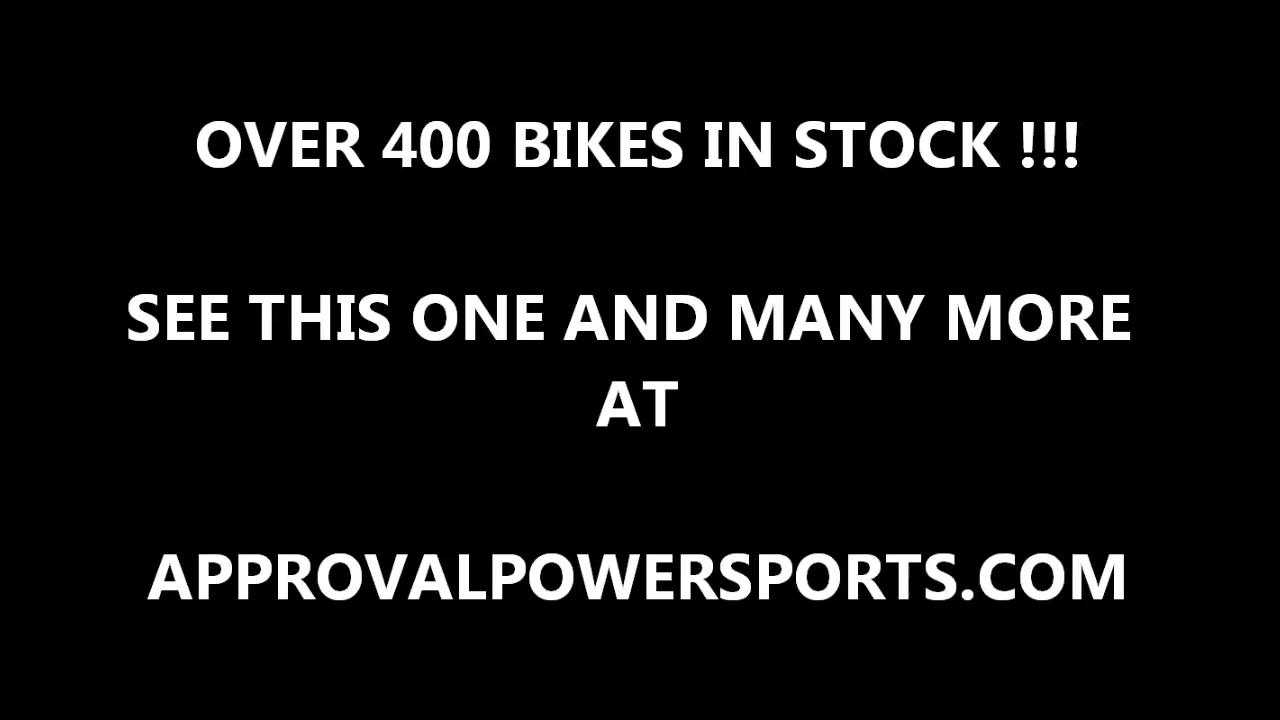 OVER 400 BIKES IN STOCK !!!
SEE THIS ONE AND MANY MORE
AT
APPROVALPOWERSPORTS.COM